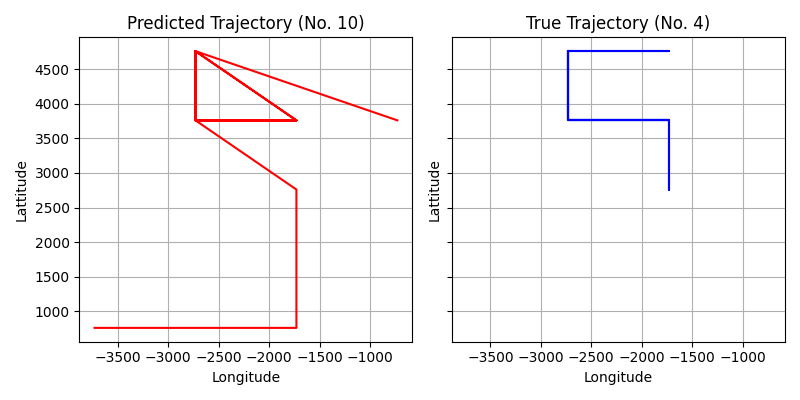 Predicted Trajectory (No. 10)
True Trajectory (No. 4)
4500
4000
3500
3000
2500
2000
1500
1000
Lattitude
Lattitude
−3500 −3000 −2500 −2000 −1500 −1000
−3500 −3000 −2500 −2000 −1500 −1000
Longitude
Longitude